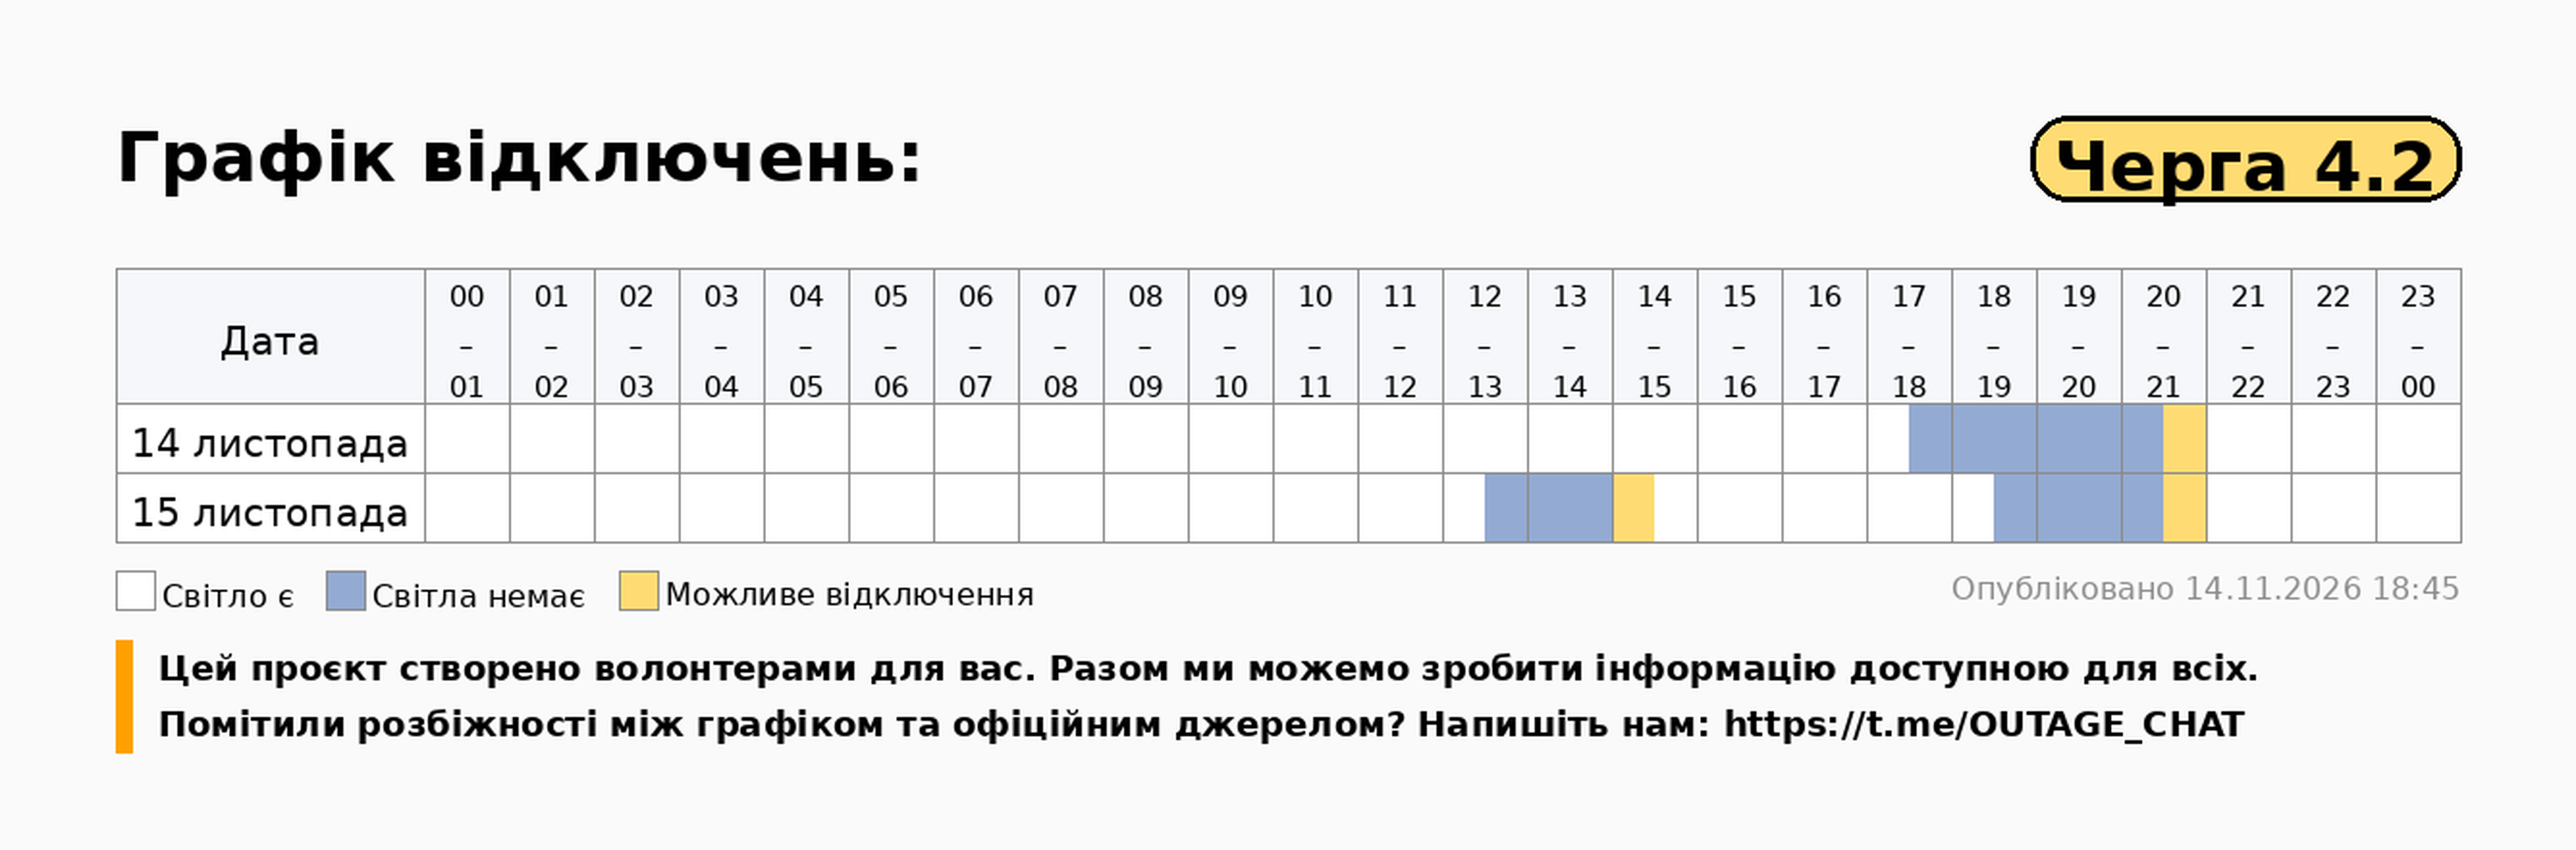 Графік відключень:
Черга 4.2
Дата 00 – 01 01 – 02 02 – 03 03 – 04 04 – 05 05 – 06 06 – 07 07 – 08 08 – 09 09 – 10 10 – 11 11 – 12 12 – 13 13 – 14 14 – 15 15 – 16 16 – 17 17 – 18 18 – 19 19 – 20 20 – 21 21 – 22 22 – 23 23 – 00
14 листопада
15 листопада
Світло є Світла немає Можливе відключення
Опубліковано 14.11.2026 18:45
Цей проєкт створено волонтерами для вас. Разом ми можемо зробити інформацію доступною для всіх.
Помітили розбіжності між графіком та офіційним джерелом? Напишіть нам: https://t.me/OUTAGE_CHAT